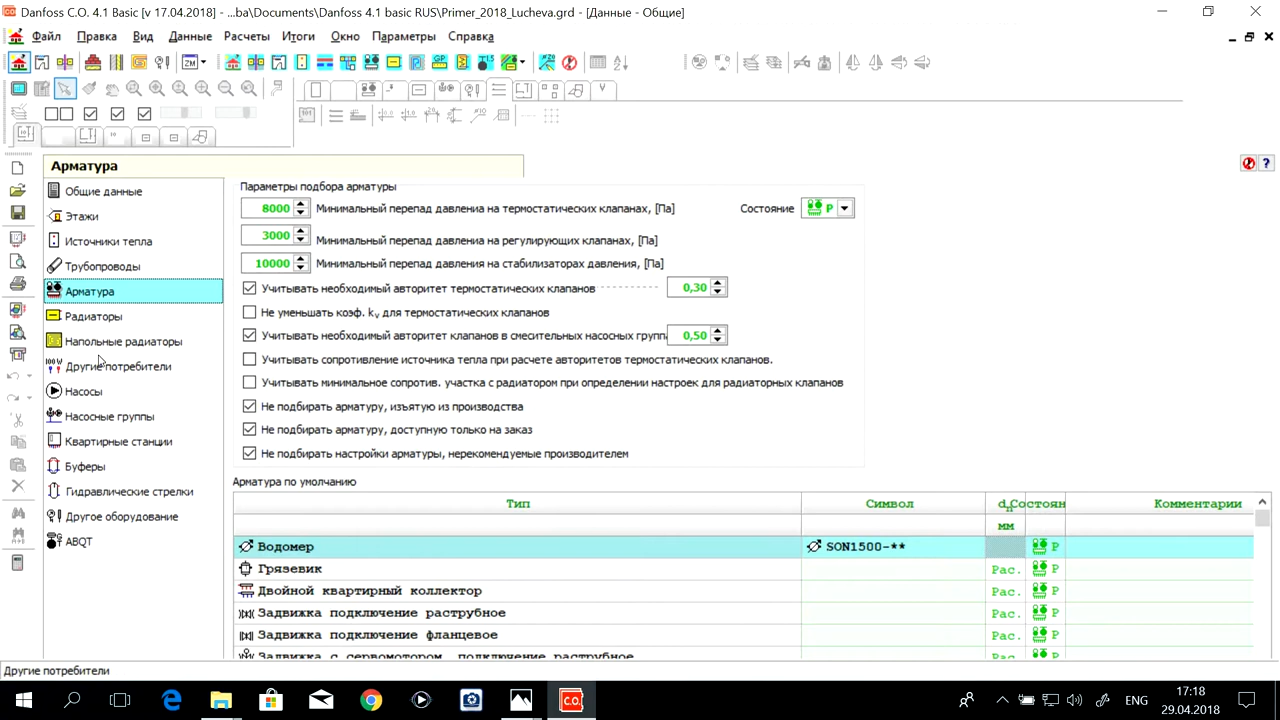 Danfoss C.O. 4.1 Basic [v 17.04.2018] - ...ba\Documents\Danfoss 4.1 basic RUS\Primer_2018_Lucheva.grd - [Данные - Общие]
Файл Правка Вид Данные Расчеты Итоги Окно Параметры Справка
Арматура
Общие данные
Этажи
Источники тепла
Трубопроводы
Арматура
Радиаторы
Напольные радиаторы
Другие потребители
Насосы
Насосные группы
Квартирные станции
Буферы
Гидравлические стрелки
Другое оборудование
ABQT
Параметры подбора арматуры
8000 Минимальный перепад давления на термостатических клапанах, [Па] Состояние P
3000 Минимальный перепад давления на регулирующих клапанах, [Па]
10000 Минимальный перепад давления на стабилизаторах давления, [Па]
Учитывать необходимый авторитет термостатических клапанов 0,30
Не уменьшать коэф. kv для термостатических клапанов
Учитывать необходимый авторитет клапанов в смесительных насосных групп 0,50
Учитывать сопротивление источника тепла при расчете авторитетов термостатических клапанов.
Учитывать минимальное сопротив. участка с радиатором при определении настроек для радиаторных клапанов
Не подбирать арматуру, изъятую из производства
Не подбирать арматуру, доступную только на заказ
Не подбирать настройки арматуры, нерекомендуемые производителем
Арматура по умолчанию
Тип Символ dn Состоян Комментарии
мм
Водомер SON1500-** P
Грязевик Рас. P
Двойной квартирный коллектор Рас. P
Задвижка подключение раструбное Рас. P
Задвижка подключение фланцевое Рас. P
Задвижка с сервомотором, подключение раструбное Рас. P
Другие потребители
ENG
17:18
29.04.2018